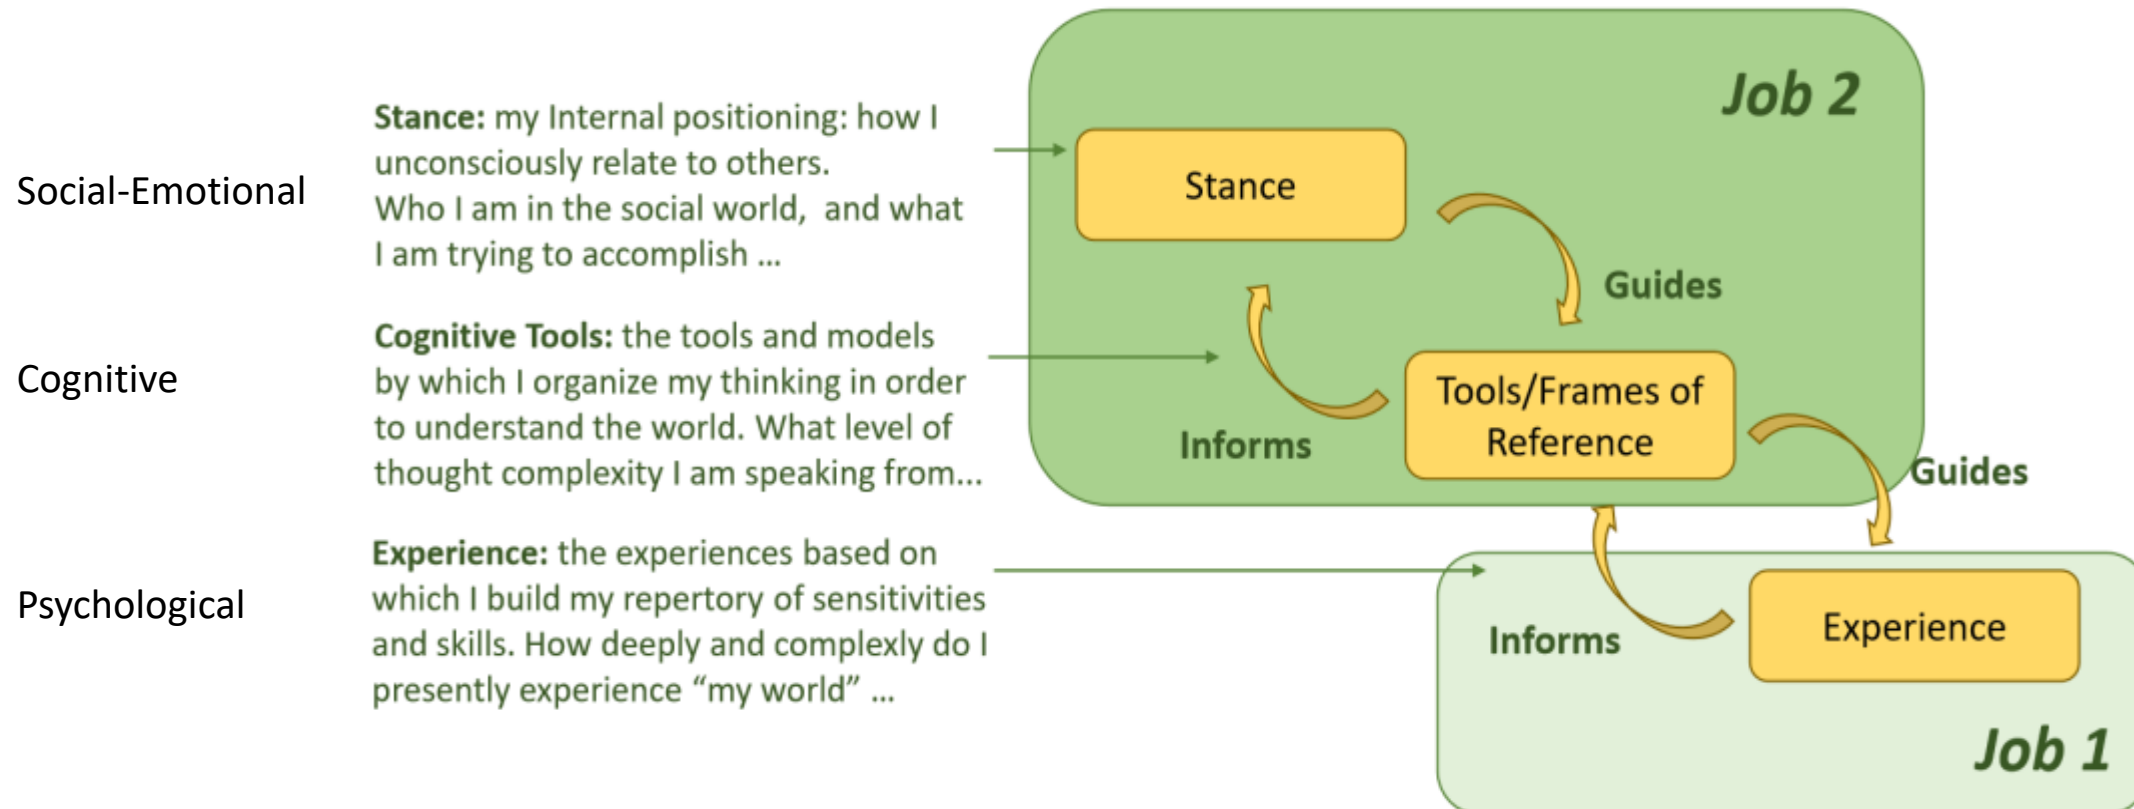 Social-Emotional
Stance: my Internal positioning: how I
unconsciously relate to others.
Who I am in the social world,  and what
I am trying to accomplish ...
Cognitive
Cognitive Tools: the tools and models
by which I organize my thinking in order
to understand the world. What level of
thought complexity I am speaking from...
Psychological
Experience: the experiences based on
which I build my repertory of sensitivities
and skills. How deeply and complexly do I
presently experience “my world” ...
Job 2
Stance
Guides
Informs
Tools/Frames of
Reference
Guides
Informs
Experience
Job 1